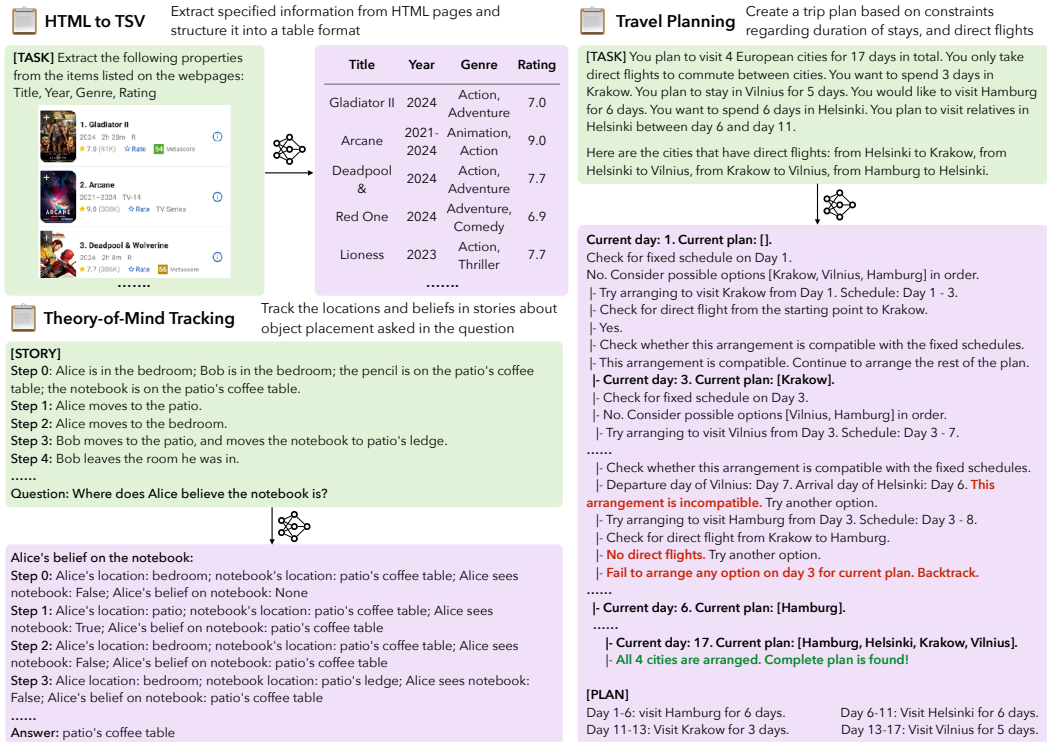 HTML to TSV
Extract specified information from HTML pages and
structure it into a table format
[TASK] Extract the following properties
from the items listed on the webpages:
Title, Year, Genre, Rating
1. Gladiator II
2024 2h 28m R
7.0 (41K) Rate 64 Metascore
2. Arcane
2021–2024 TV-14
9.0 (308K) Rate TV Series
3. Deadpool & Wolverine
2024 2h 8m R
7.7 (386K) Rate 56 Metascore
.......
Title Year Genre Rating
Gladiator II 2024 Action, Adventure 7.0
Arcane 2021-2024 Animation, Action 9.0
Deadpool & 2024 Action, Adventure 7.7
Red One 2024 Adventure, Comedy 6.9
Lioness 2023 Action, Thriller 7.7
.......
Theory-of-Mind Tracking
Track the locations and beliefs in stories about
object placement asked in the question
[STORY]
Step 0: Alice is in the bedroom; Bob is in the bedroom; the pencil is on the patio's coffee
table; the notebook is on the patio's coffee table.
Step 1: Alice moves to the patio.
Step 2: Alice moves to the bedroom.
Step 3: Bob moves to the patio, and moves the notebook to patio's ledge.
Step 4: Bob leaves the room he was in.
......
Question: Where does Alice believe the notebook is?
Alice's belief on the notebook:
Step 0: Alice's location: bedroom; notebook's location: patio's coffee table; Alice sees
notebook: False; Alice's belief on notebook: None
Step 1: Alice's location: patio; notebook's location: patio's coffee table; Alice sees
notebook: True; Alice's belief on notebook: patio's coffee table
Step 2: Alice's location: bedroom; notebook's location: patio's coffee table; Alice sees
notebook: False; Alice's belief on notebook: patio's coffee table
Step 3: Alice location: bedroom; notebook location: patio's ledge; Alice sees notebook:
False; Alice's belief on notebook: patio's coffee table
......
Answer: patio's coffee table
Travel Planning
Create a trip plan based on constraints
regarding duration of stays, and direct flights
[TASK] You plan to visit 4 European cities for 17 days in total. You only take
direct flights to commute between cities. You want to spend 3 days in
Krakow. You plan to stay in Vilnius for 5 days. You would like to visit Hamburg
for 6 days. You want to spend 6 days in Helsinki. You plan to visit relatives in
Helsinki between day 6 and day 11.
Here are the cities that have direct flights: from Helsinki to Krakow, from
Helsinki to Vilnius, from Krakow to Vilnius, from Hamburg to Helsinki.
Current day: 1. Current plan: [].
Check for fixed schedule on Day 1.
No. Consider possible options [Krakow, Vilnius, Hamburg] in order.
|- Try arranging to visit Krakow from Day 1. Schedule: Day 1 - 3.
|- Check for direct flight from the starting point to Krakow.
|- Yes.
|- Check whether this arrangement is compatible with the fixed schedules.
|- This arrangement is compatible. Continue to arrange the rest of the plan.
|- Current day: 3. Current plan: [Krakow].
|- Check for fixed schedule on Day 3.
|- No. Consider possible options [Vilnius, Hamburg] in order.
|- Try arranging to visit Vilnius from Day 3. Schedule: Day 3 - 7.
......
|- Check whether this arrangement is compatible with the fixed schedules.
|- Departure day of Vilnius: Day 7. Arrival day of Helsinki: Day 6. This
arrangement is incompatible. Try another option.
|- Try arranging to visit Hamburg from Day 3. Schedule: Day 3 - 8.
|- Check for direct flight from Krakow to Hamburg.
|- No direct flights. Try another option.
|- Fail to arrange any option on day 3 for current plan. Backtrack.
......
|- Current day: 6. Current plan: [Hamburg].
......
|- Current day: 17. Current plan: [Hamburg, Helsinki, Krakow, Vilnius].
|- All 4 cities are arranged. Complete plan is found!
[PLAN]
Day 1-6: visit Hamburg for 6 days. Day 6-11: Visit Helsinki for 6 days.
Day 11-13: Visit Krakow for 3 days. Day 13-17: Visit Vilnius for 5 days.